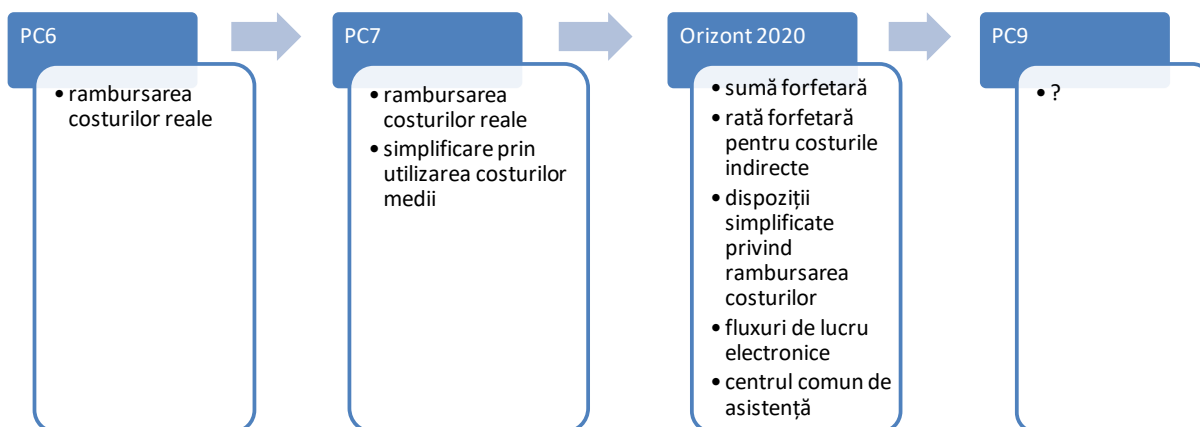 PC6
• rambursarea
costurilor reale
PC7
• rambursarea
costurilor reale
• simplificare prin
utilizarea costurilor
medii
Orizont 2020
• sumă forfetară
• rată forfetară
pentru costurile
indirecte
• dispoziții
simplificate
privind
rambursarea
costurilor
• fluxuri de lucru
electronice
• centrul comun de
asistență
PC9
• ?